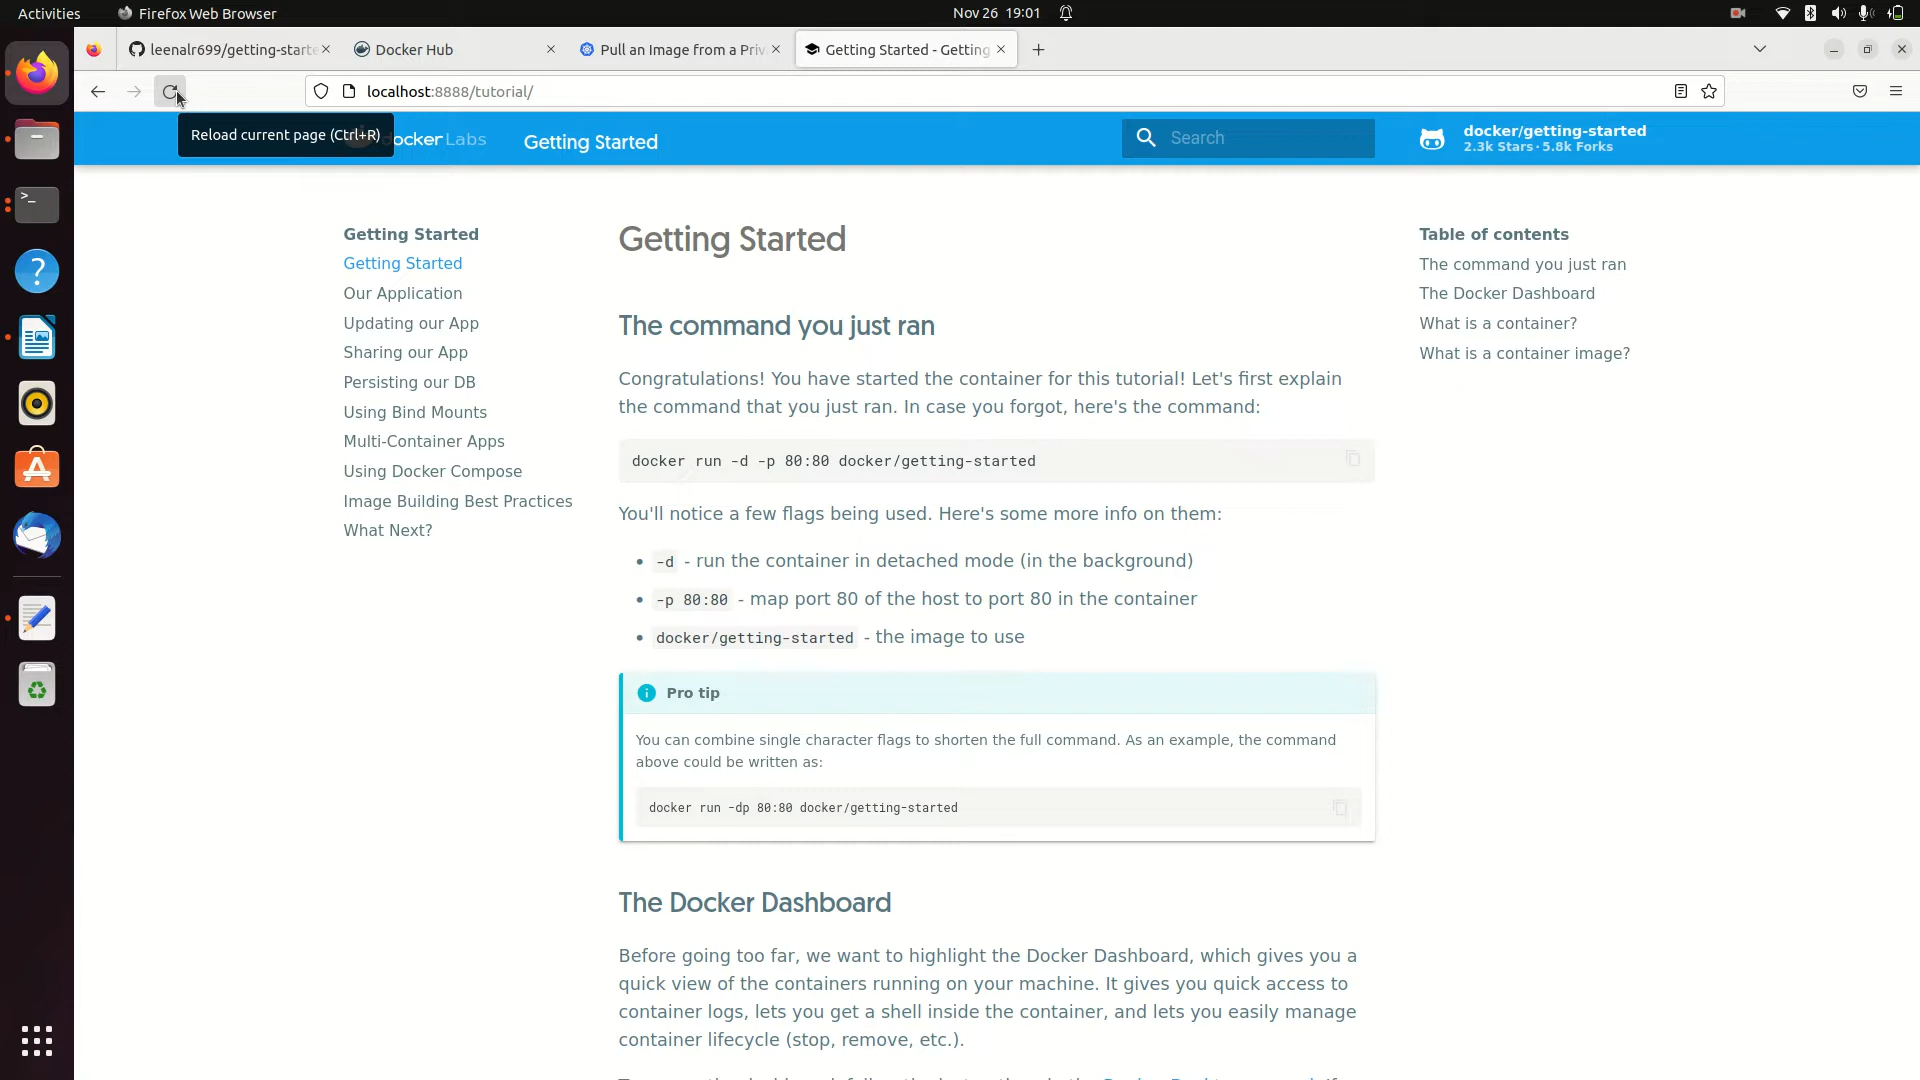 Activities
Firefox Web Browser
Nov 26 19:01
leenalr699/getting-starte
Docker Hub
Pull an Image from a Priv
Getting Started - Getting
localhost:8888/tutorial/
Reload current page (Ctrl+R)
ocker Labs
Getting Started
Search
docker/getting-started
2.3k Stars · 5.8k Forks
Getting Started
Getting Started
Our Application
Updating our App
Sharing our App
Persisting our DB
Using Bind Mounts
Multi-Container Apps
Using Docker Compose
Image Building Best Practices
What Next?
Getting Started
The command you just ran
Congratulations! You have started the container for this tutorial! Let's first explain
the command that you just ran. In case you forgot, here's the command:
docker run -d -p 80:80 docker/getting-started
You'll notice a few flags being used. Here's some more info on them:
-d - run the container in detached mode (in the background)
-p 80:80 - map port 80 of the host to port 80 in the container
docker/getting-started - the image to use
Pro tip
You can combine single character flags to shorten the full command. As an example, the command
above could be written as:
docker run -dp 80:80 docker/getting-started
The Docker Dashboard
Before going too far, we want to highlight the Docker Dashboard, which gives you a
quick view of the containers running on your machine. It gives you quick access to
container logs, lets you get a shell inside the container, and lets you easily manage
container lifecycle (stop, remove, etc.).
Table of contents
The command you just ran
The Docker Dashboard
What is a container?
What is a container image?